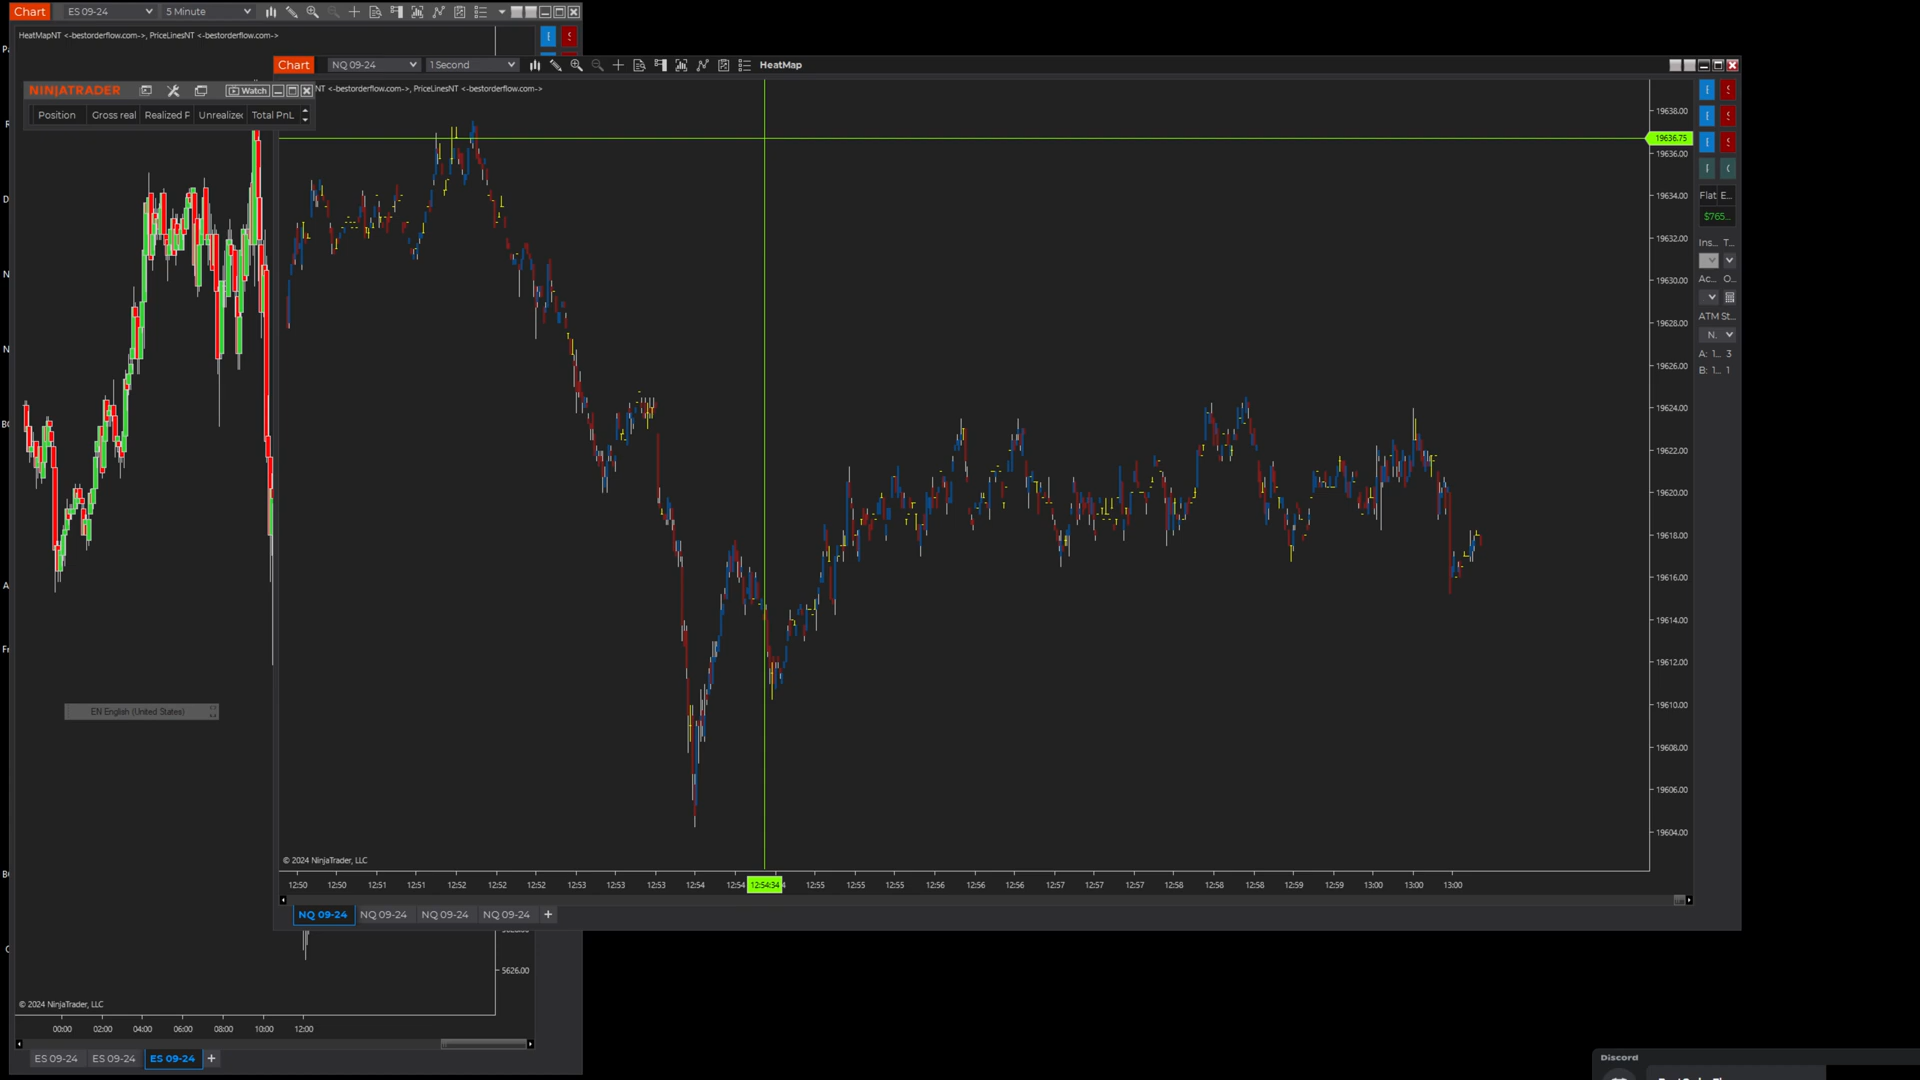 Chart ES 09-24 5 Minute
HeatMapNT <-bestorderflow.com->, PriceLinesNT <-bestorderflow.com->
Chart NQ 09-24 1 Second HeatMap
NT <-bestorderflow.com->, PriceLinesNT <-bestorderflow.com->
NINJATRADER Watch
Position Gross real Realized P Unrealized Total PnL
19638.00
19636.75
19636.00
19634.00
19632.00
19630.00
19628.00
19626.00
19624.00
19622.00
19620.00
19618.00
19616.00
19614.00
19612.00
19610.00
19608.00
19606.00
19604.00
Flat E...
$765...
Ins... T...
Ac... O...
ATM St...
N.
A: 1... 3
B: 1... 1
EN English (United States)
© 2024 NinjaTrader, LLC
12:50 12:50 12:51 12:51 12:52 12:52 12:52 12:53 12:53 12:53 12:54 12:54 12:54:34 12:55 12:55 12:55 12:56 12:56 12:56 12:57 12:57 12:58 12:58 12:58 12:59 12:59 13:00 13:00 13:00
NQ 09-24 NQ 09-24 NQ 09-24 NQ 09-24 +
5626.00
© 2024 NinjaTrader, LLC
00:00 02:00 04:00 06:00 08:00 10:00 12:00
ES 09-24 ES 09-24 ES 09-24 +
Discord